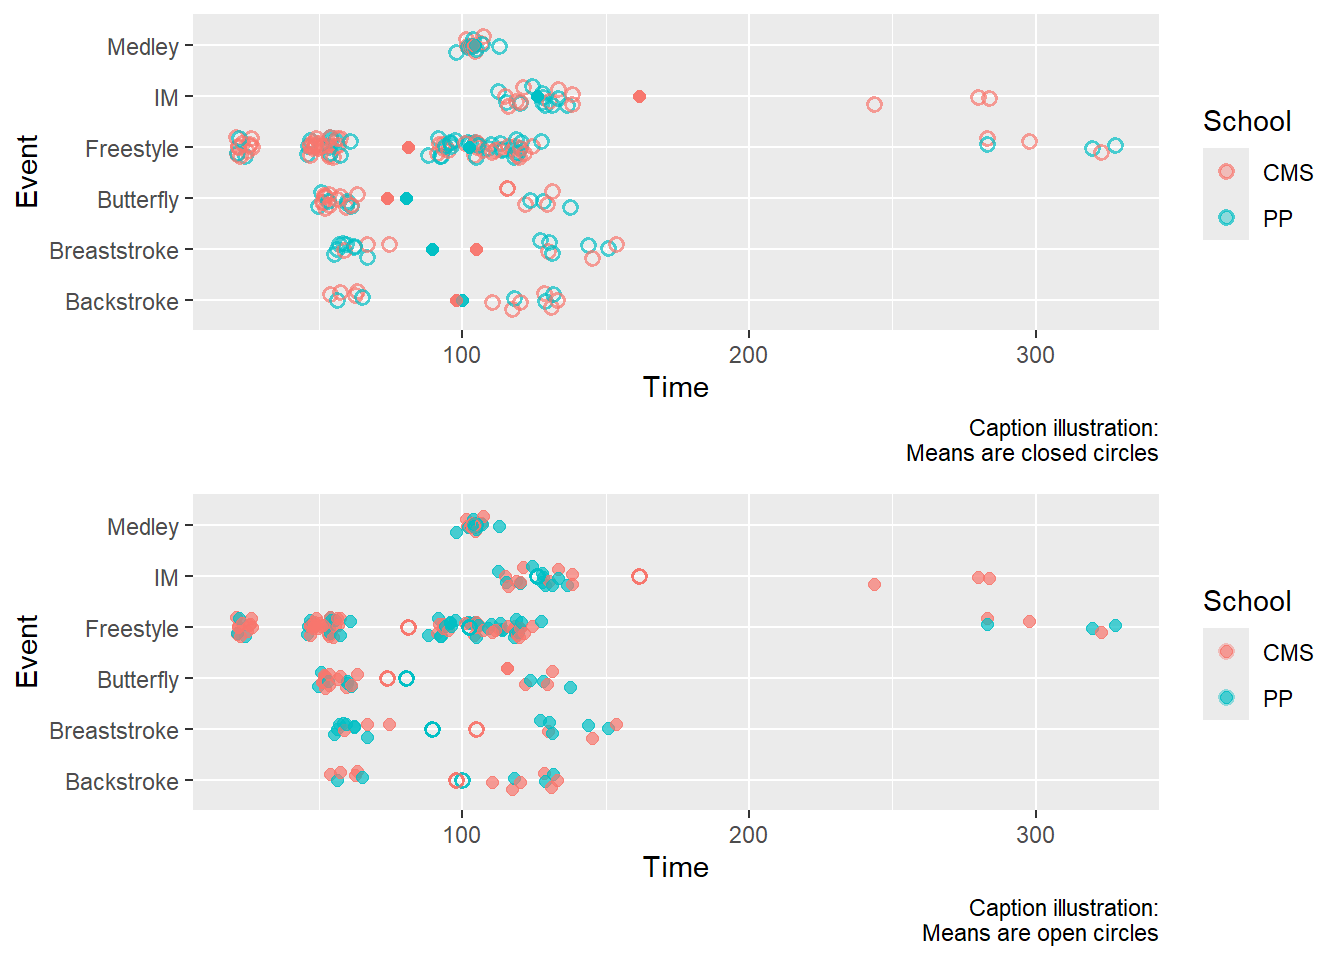 Medley
IM
Freestyle
Butterfly
Breaststroke
Backstroke
Event
100
200
300
Time
School
CMS
PP
Caption illustration:
Means are closed circles
Medley
IM
Freestyle
Butterfly
Breaststroke
Backstroke
Event
100
200
300
Time
School
CMS
PP
Caption illustration:
Means are open circles